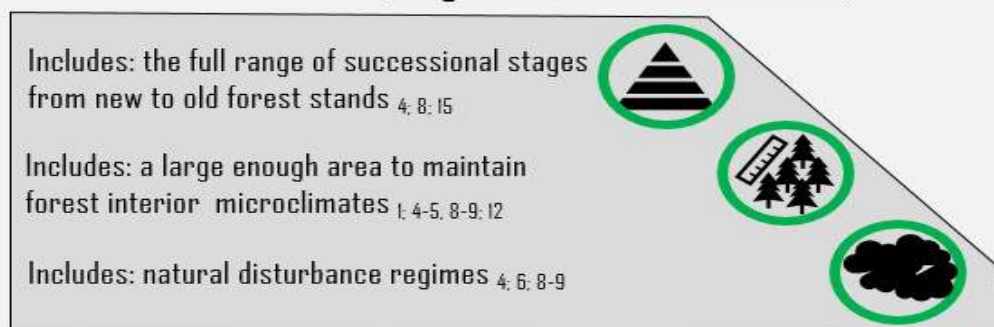 Includes: the full range of successional stages
from new to old forest stands 4; 8; 15
Includes: a large enough area to maintain
forest interior microclimates 1; 4-5, 8-9; 12
Includes: natural disturbance regimes 4; 6; 8-9